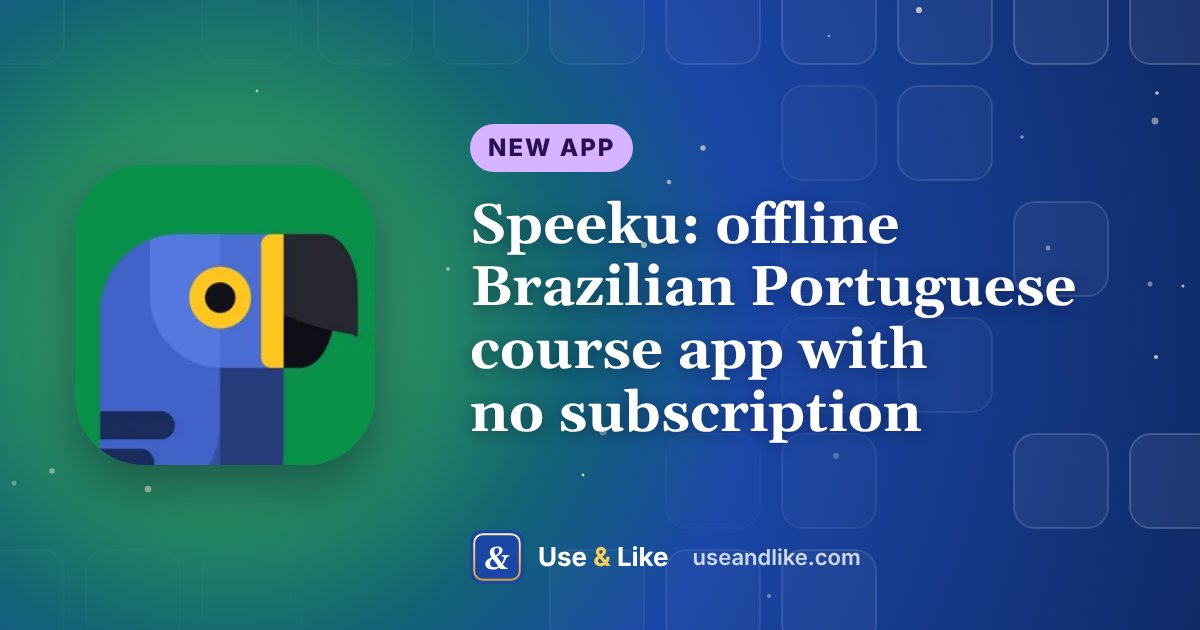 NEW APP
Speeku: offline
Brazilian Portuguese
course app with
no subscription
& Use & Like useandlike.com